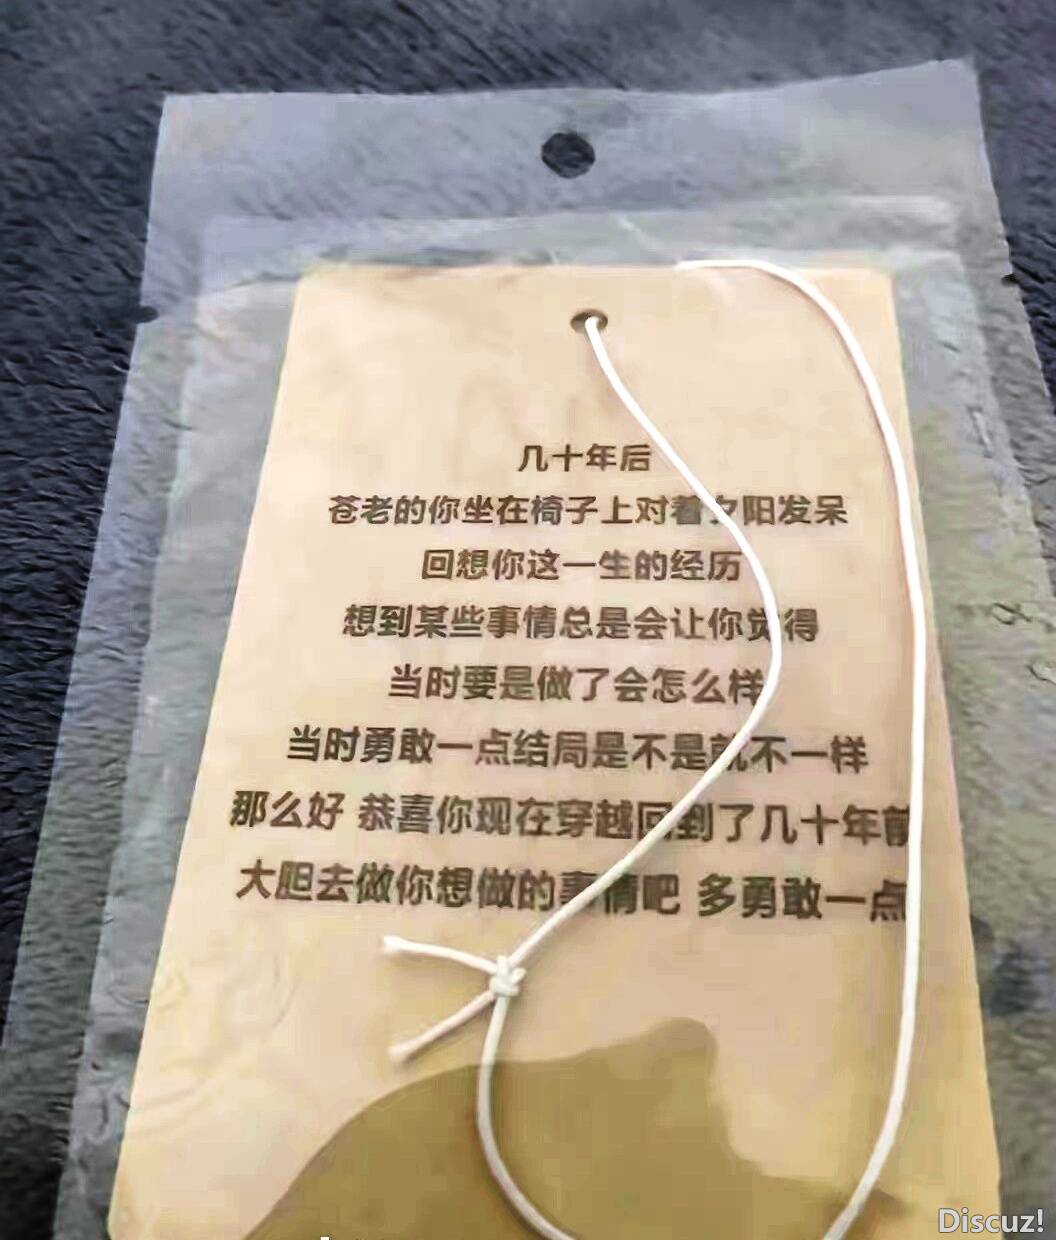 几十年后
苍老的你坐在椅子上对着夕阳发呆
回想你这一生的经历
想到某些事情总是会让你觉得
当时要是做了会怎么样
当时勇敢一点结局是不是就不一样
那么好 恭喜你现在穿越回到了几十年前
大胆去做你想做的事情吧 多勇敢一点
Discuz!